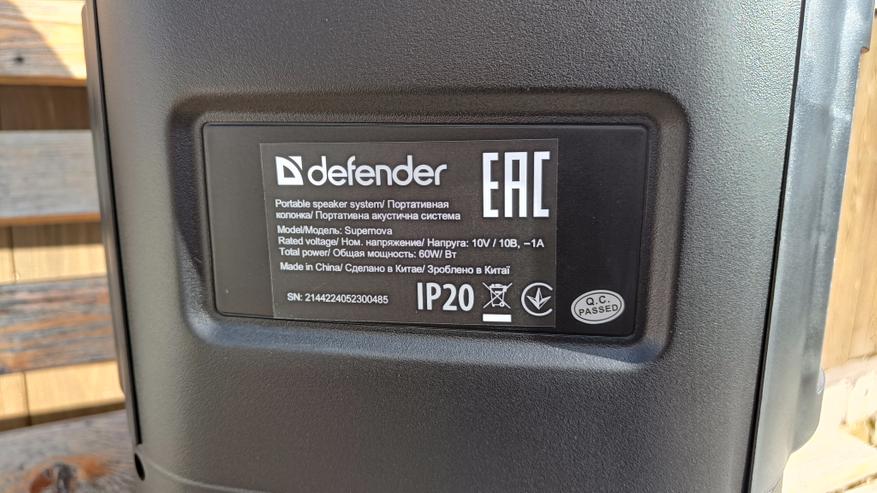 defender
EAC
Portable speaker system/ Портативная
колонка/ Портативна акустична система
Model/Модель: Supernova
Rated voltage/ Ном. напряжение/ Напруга: 10V / 10В, ⎓1A
Total power/ Общая мощность: 60W/ Вт
Made in China/ Сделано в Китае/ Зроблено в Китаї
SN: 2144224052300485
IP20
Q.C.
PASSED